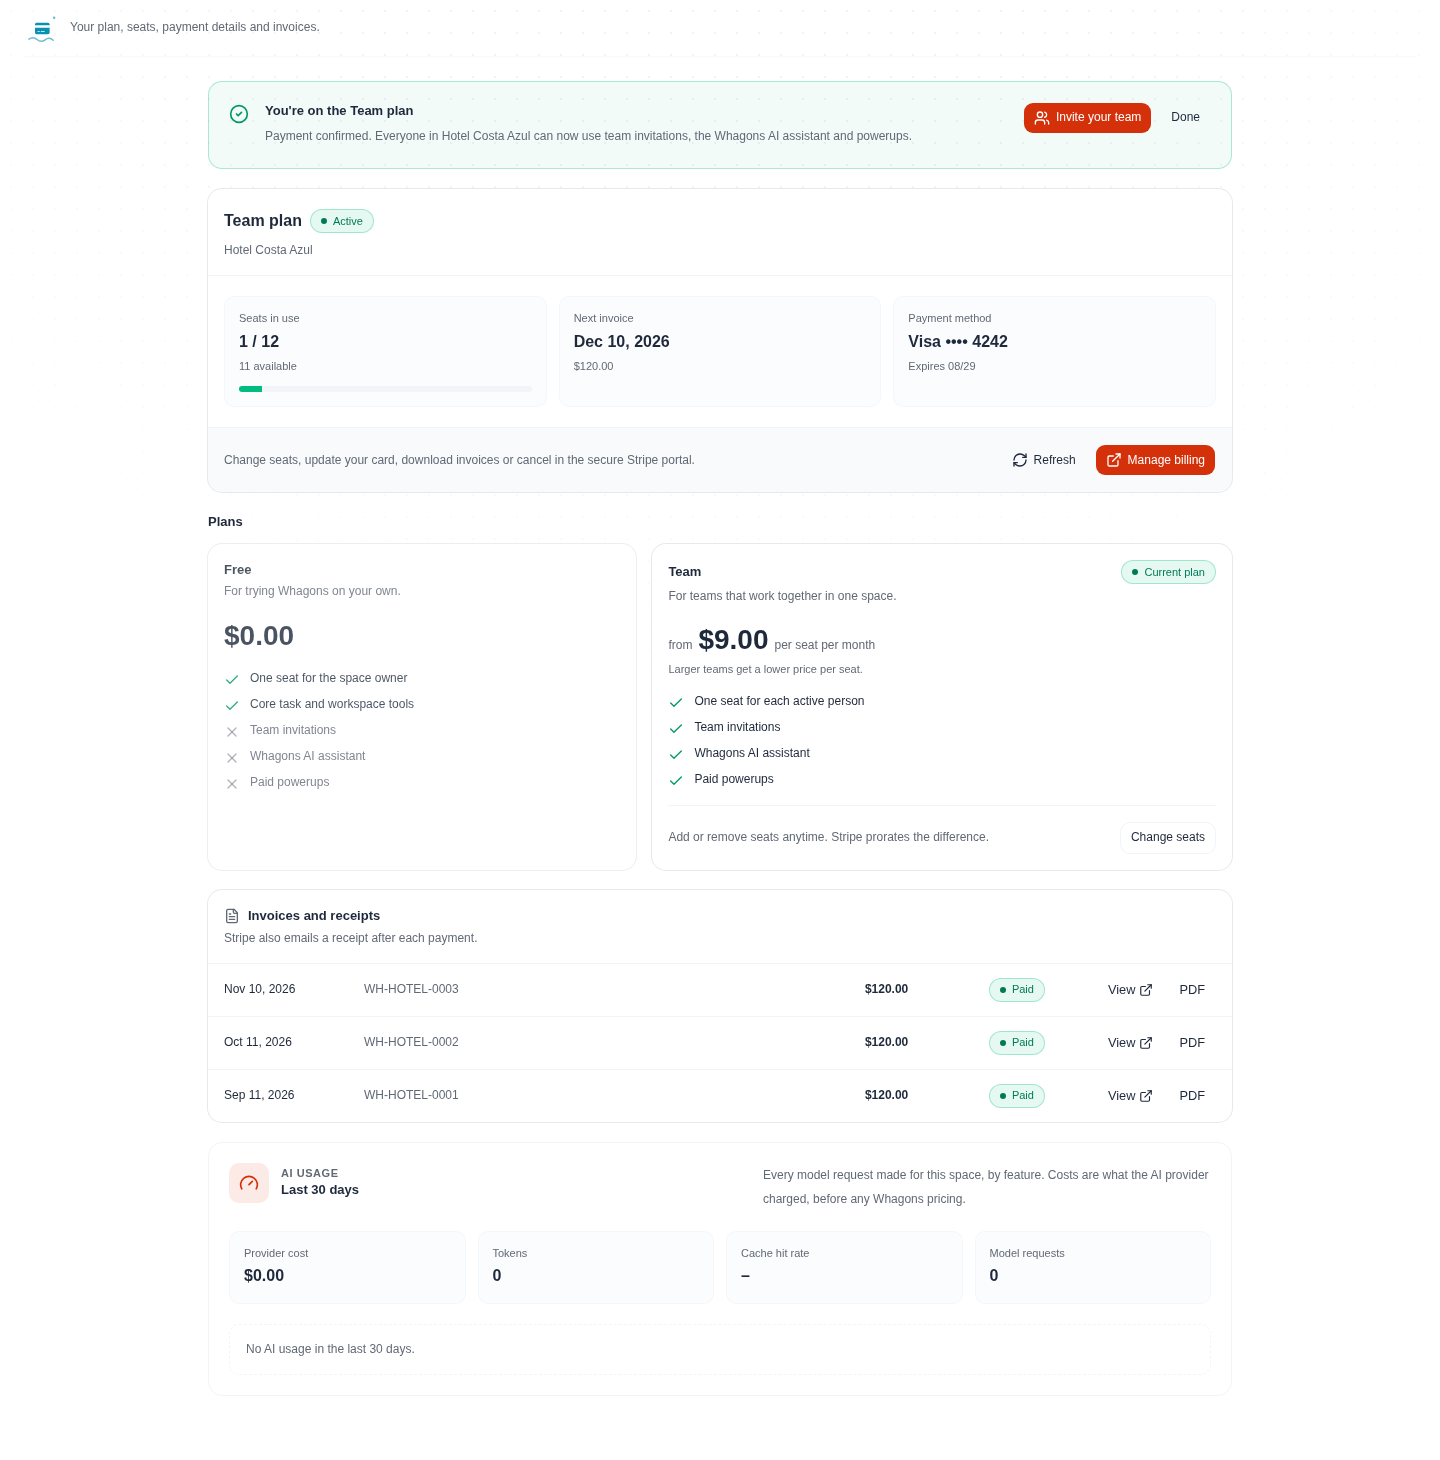 Your plan, seats, payment details and invoices.
You're on the Team plan
Payment confirmed. Everyone in Hotel Costa Azul can now use team invitations, the Whagons AI assistant and powerups.
Invite your team
Done
Team plan
Active
Hotel Costa Azul
Seats in use
1 / 12
11 available
Next invoice
Dec 10, 2026
$120.00
Payment method
Visa •••• 4242
Expires 08/29
Change seats, update your card, download invoices or cancel in the secure Stripe portal.
Refresh
Manage billing
Plans
Free
For trying Whagons on your own.
$0.00
One seat for the space owner
Core task and workspace tools
Team invitations
Whagons AI assistant
Paid powerups
Team
Current plan
For teams that work together in one space.
from $9.00 per seat per month
Larger teams get a lower price per seat.
One seat for each active person
Team invitations
Whagons AI assistant
Paid powerups
Add or remove seats anytime. Stripe prorates the difference.
Change seats
Invoices and receipts
Stripe also emails a receipt after each payment.
Nov 10, 2026 WH-HOTEL-0003 $120.00 Paid View PDF
Oct 11, 2026 WH-HOTEL-0002 $120.00 Paid View PDF
Sep 11, 2026 WH-HOTEL-0001 $120.00 Paid View PDF
AI USAGE
Last 30 days
Every model request made for this space, by feature. Costs are what the AI provider
charged, before any Whagons pricing.
Provider cost
$0.00
Tokens
0
Cache hit rate
–
Model requests
0
No AI usage in the last 30 days.